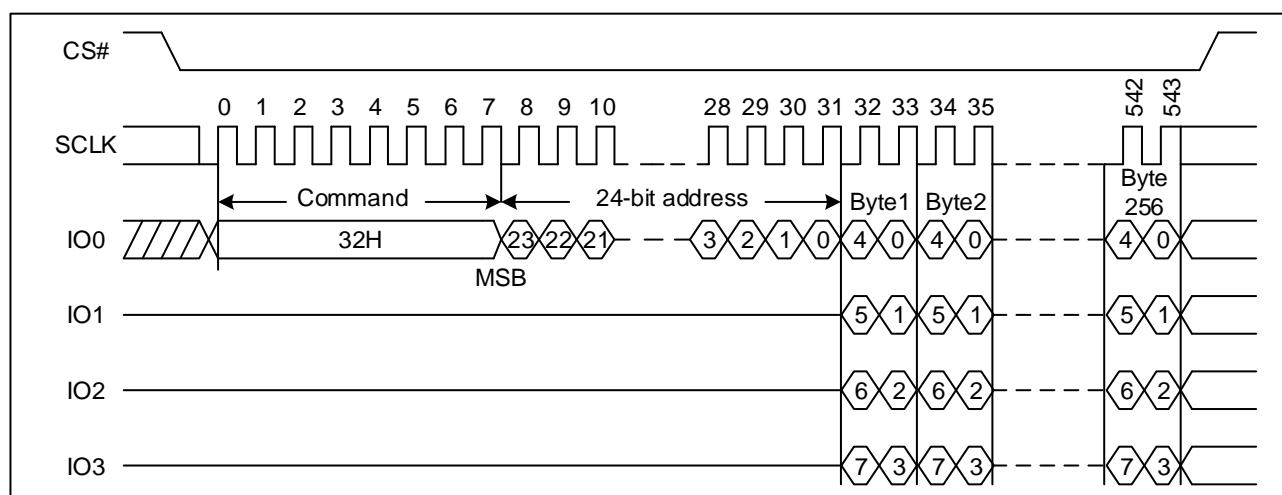 CS#
0 1 2 3 4 5 6 7 8 9 10 28 29 30 31 32 33 34 35 542 543
SCLK
Command 24-bit address Byte1 Byte2 Byte
256
IO0 32H 23 22 21 3 2 1 0 4 0 4 0 4 0
MSB
IO1 5 1 5 1 5 1
IO2 6 2 6 2 6 2
IO3 7 3 7 3 7 3